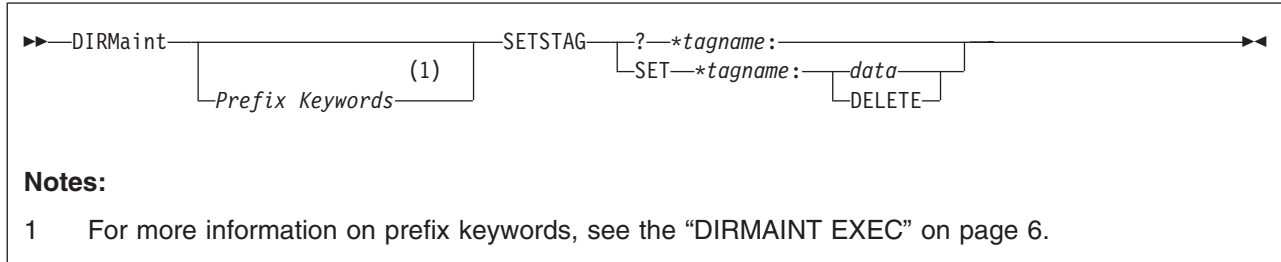 ►►—DIRMaint—SETSTAG—?—*tagname:—►◄
(1) SET—*tagname:—data
Prefix Keywords DELETE
Notes:
1 For more information on prefix keywords, see the “DIRMAINT EXEC” on page 6.